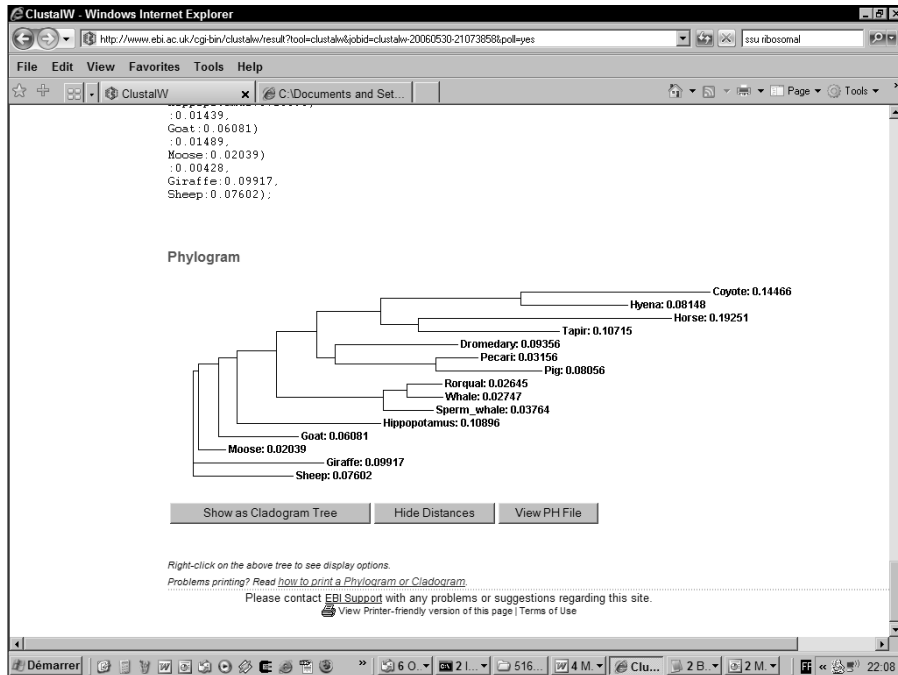 ClustalW - Windows Internet Explorer
http://www.ebi.ac.uk/cgi-bin/clustalw/result?tool=clustalw&jobid=clustalw-20060530-21073858&poll=yes
ssu ribosomal
File Edit View Favorites Tools Help
ClustalW
C:\Documents and Set...
Page
Tools
:0.01439,
Goat:0.06081)
:0.01489,
Moose:0.02039)
:0.00428,
Giraffe:0.09917,
Sheep:0.07602);
Phylogram
Coyote: 0.14466
Hyena: 0.08148
Horse: 0.19251
Tapir: 0.10715
Dromedary: 0.09356
Pecari: 0.03156
Pig: 0.08056
Rorqual: 0.02645
Whale: 0.02747
Sperm_whale: 0.03764
Hippopotamus: 0.10896
Goat: 0.06081
Moose: 0.02039
Giraffe: 0.09917
Sheep: 0.07602
Show as Cladogram Tree Hide Distances View PH File
Right-click on the above tree to see display options.
Problems printing? Read how to print a Phylogram or Cladogram.
Please contact EBI Support with any problems or suggestions regarding this site.
View Printer-friendly version of this page | Terms of Use
Démarrer » 6 O... 2 I... 516... 4 M... Clu... 2 B... 2 M... « 22:08